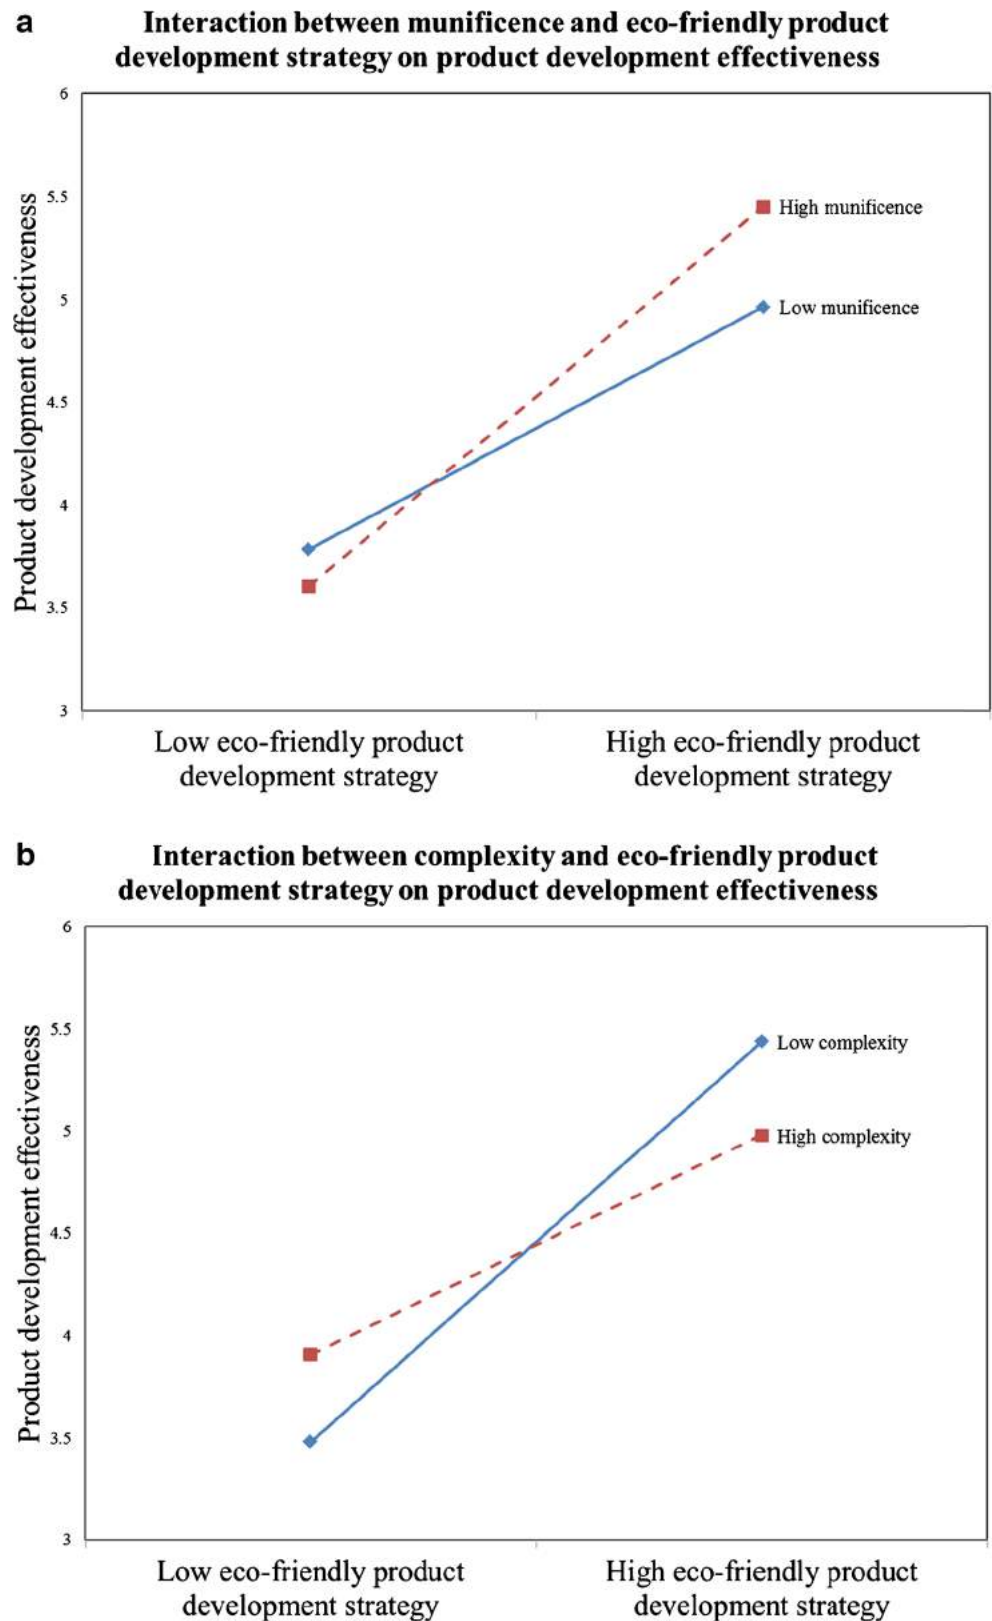 a
Interaction between munificence and eco-friendly product
development strategy on product development effectiveness
6
5.5
5
4.5
4
3.5
3
Product development effectiveness
High munificence
Low munificence
Low eco-friendly product
development strategy
High eco-friendly product
development strategy
b
Interaction between complexity and eco-friendly product
development strategy on product development effectiveness
6
5.5
5
4.5
4
3.5
3
Product development effectiveness
Low complexity
High complexity
Low eco-friendly product
development strategy
High eco-friendly product
development strategy